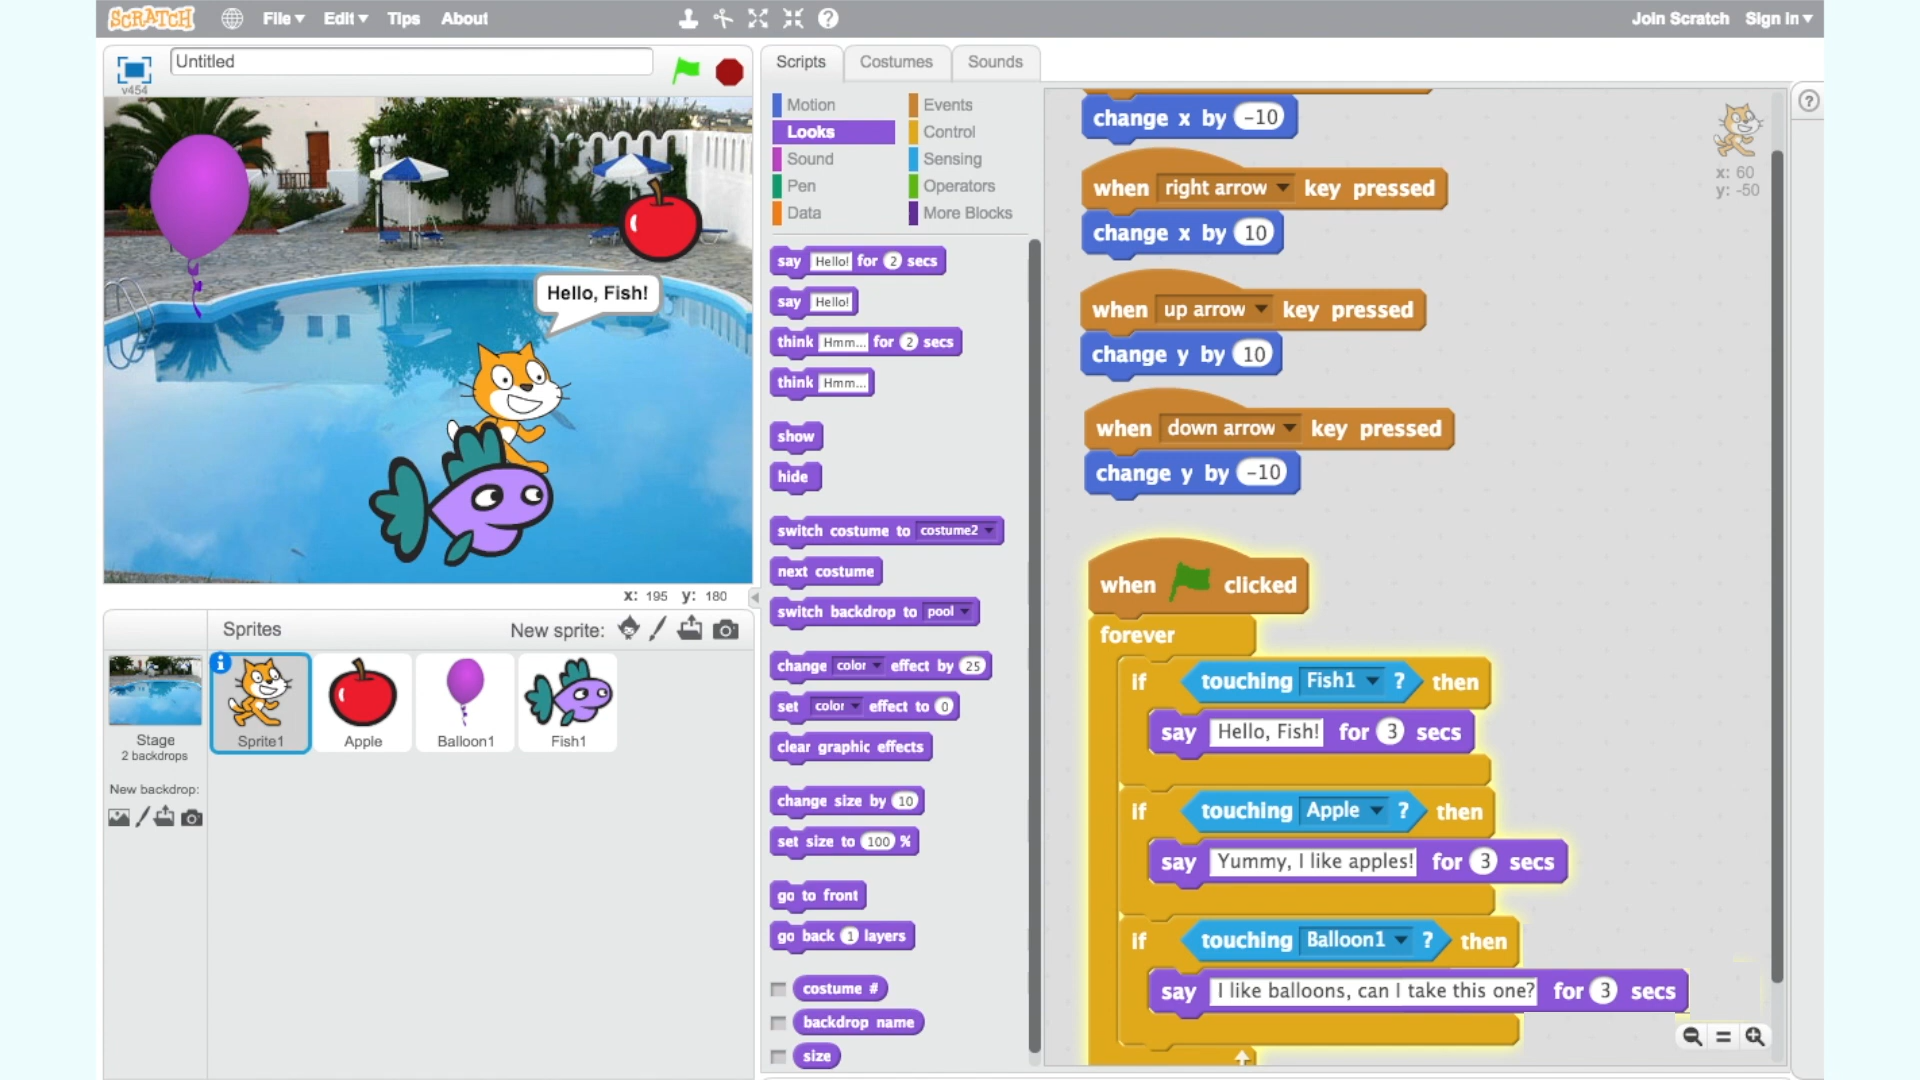 SCRATCH
File Edit Tips About
Join Scratch Sign in
v454
Untitled
Hello, Fish!
x: 195 y: 180
Sprites
New sprite:
Stage
2 backdrops
New backdrop:
Sprite1
Apple
Balloon1
Fish1
Scripts Costumes Sounds
Motion
Looks
Sound
Pen
Data
Events
Control
Sensing
Operators
More Blocks
say Hello! for 2 secs
say Hello!
think Hmm... for 2 secs
think Hmm...
show
hide
switch costume to costume2
next costume
switch backdrop to pool
change color effect by 25
set color effect to 0
clear graphic effects
change size by 10
set size to 100 %
go to front
go back 1 layers
costume #
backdrop name
size
change x by -10
when right arrow key pressed
change x by 10
when up arrow key pressed
change y by 10
when down arrow key pressed
change y by -10
when clicked
forever
if touching Fish1 ? then
say Hello, Fish! for 3 secs
if touching Apple ? then
say Yummy, I like apples! for 3 secs
if touching Balloon1 ? then
say I like balloons, can I take this one? for 3 secs
x: 60
y: -50